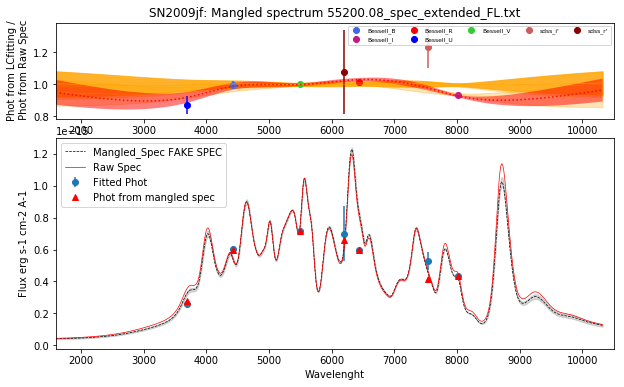 SN2009jf: Mangled spectrum 55200.08_spec_extended_FL.txt
Phot from LCfitting /
Phot from Raw Spec
1.2
1.0
0.8
Bessell_B
Bessell_R
Bessell_V
sdss_i'
sdss_r'
Bessell_I
Bessell_U
2000
3000
4000
5000
6000
7000
8000
9000
10000
1e−15
Flux erg s-1 cm-2 A-1
1.2
1.0
0.8
0.6
0.4
0.2
0.0
Mangled_Spec FAKE SPEC
Raw Spec
Fitted Phot
Phot from mangled spec
2000
3000
4000
5000
6000
7000
8000
9000
10000
Wavelenght